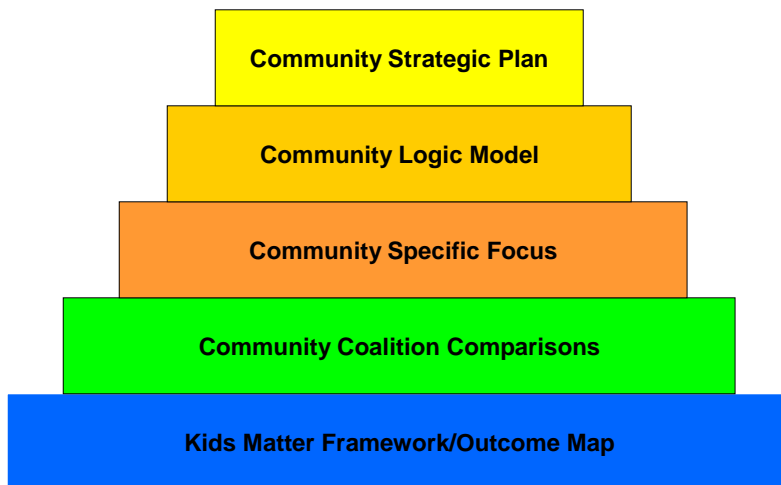 Community Strategic Plan
Community Logic Model
Community Specific Focus
Community Coalition Comparisons
Kids Matter Framework/Outcome Map